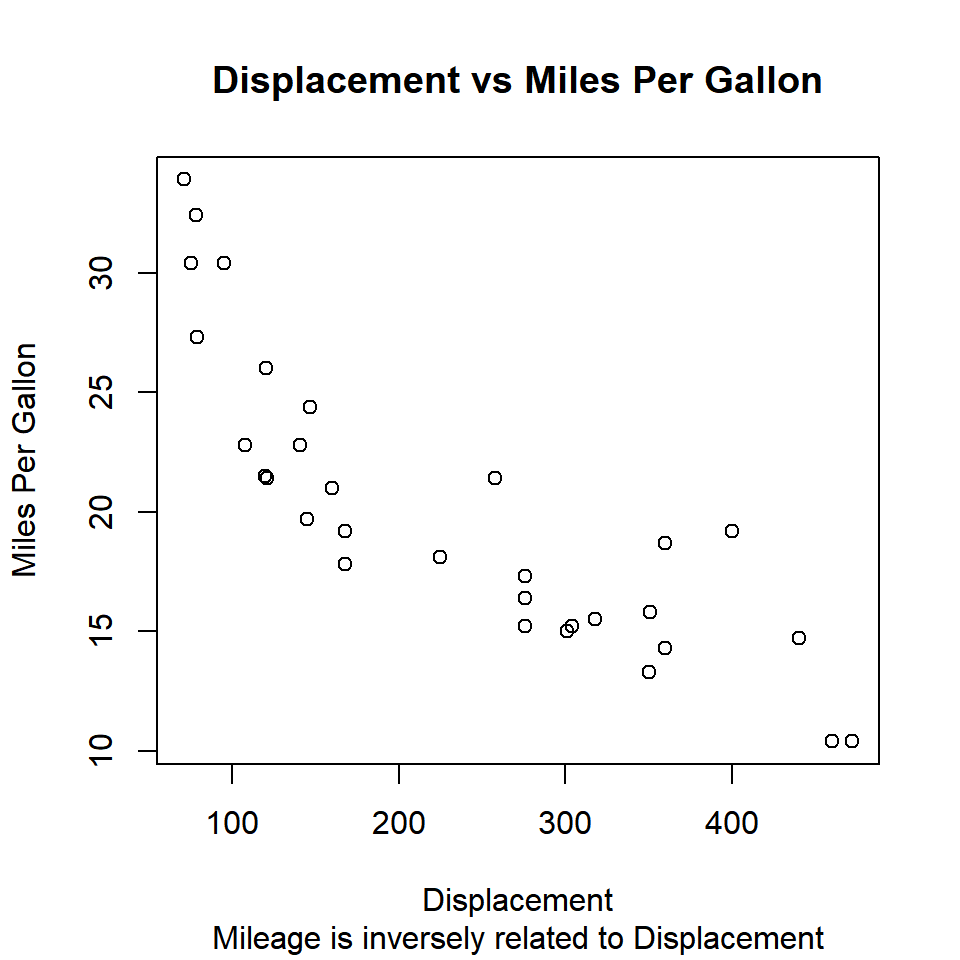 Displacement vs Miles Per Gallon
Miles Per Gallon
30
25
20
15
10
100 200 300 400
Displacement
Mileage is inversely related to Displacement